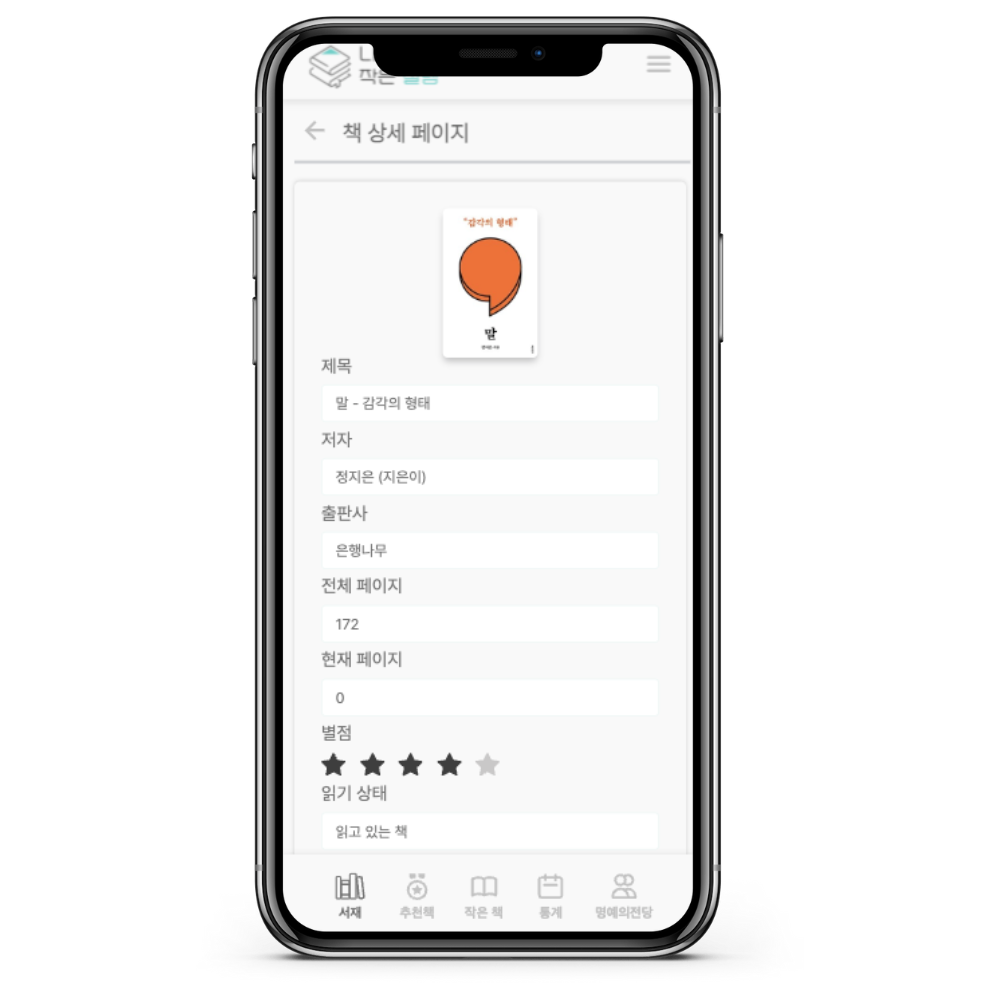 작은
책 상세 페이지
"감각의 형태"
말
제목
말 - 감각의 형태
저자
정지은 (지은이)
출판사
은행나무
전체 페이지
172
현재 페이지
0
별점
읽기 상태
읽고 있는 책
서재 추천책 작은 책 통계 명예의전당